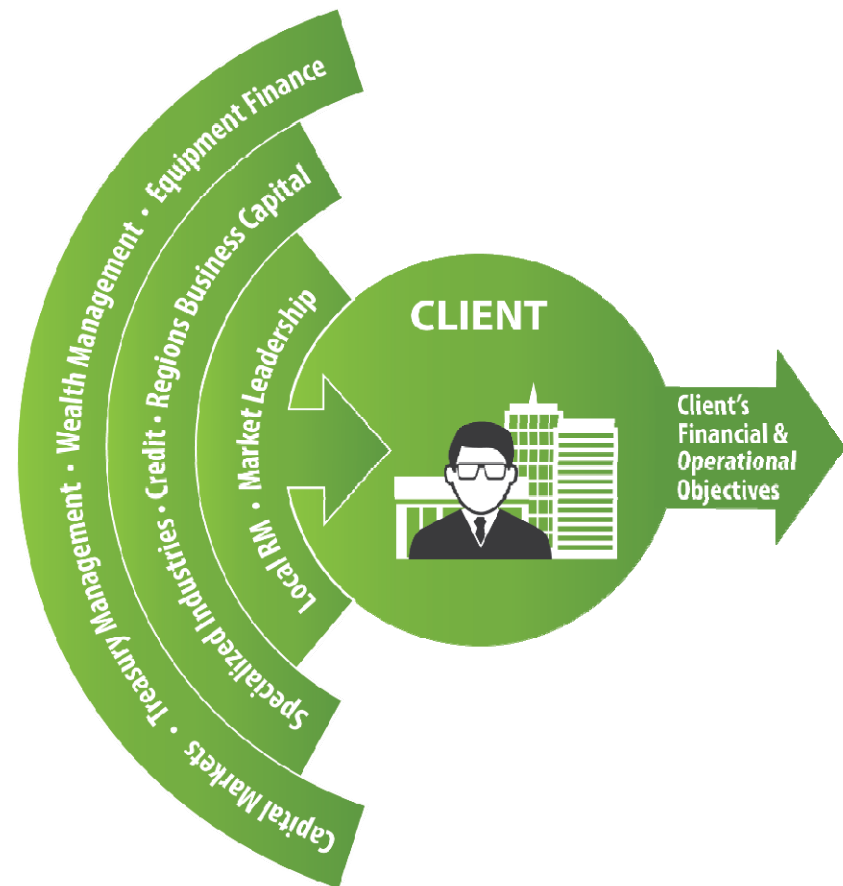 Capital Markets • Treasury Management • Wealth Management • Equipment Finance
Specialized Industries • Credit • Regions Business Capital
Local RM • Market Leadership
CLIENT
Client's
Financial &
Operational
Objectives